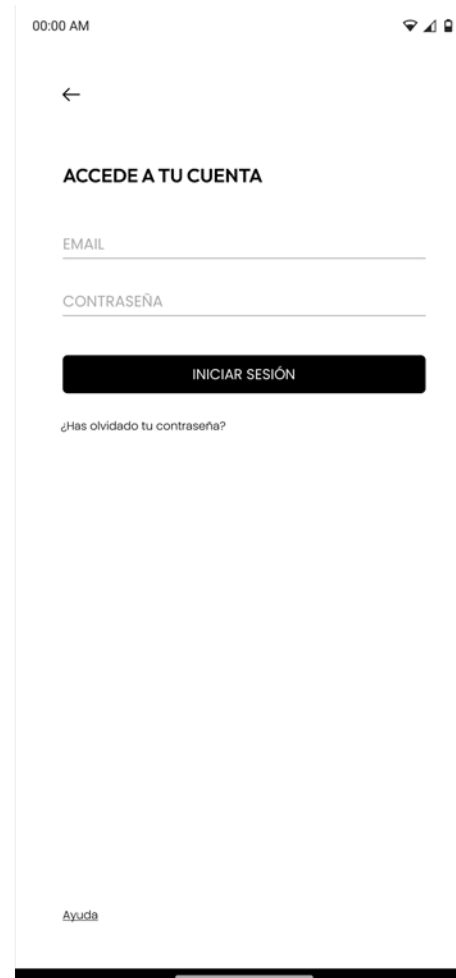 00:00 AM
ACCEDE A TU CUENTA
EMAIL
CONTRASEÑA
INICIAR SESIÓN
¿Has olvidado tu contraseña?
Ayuda